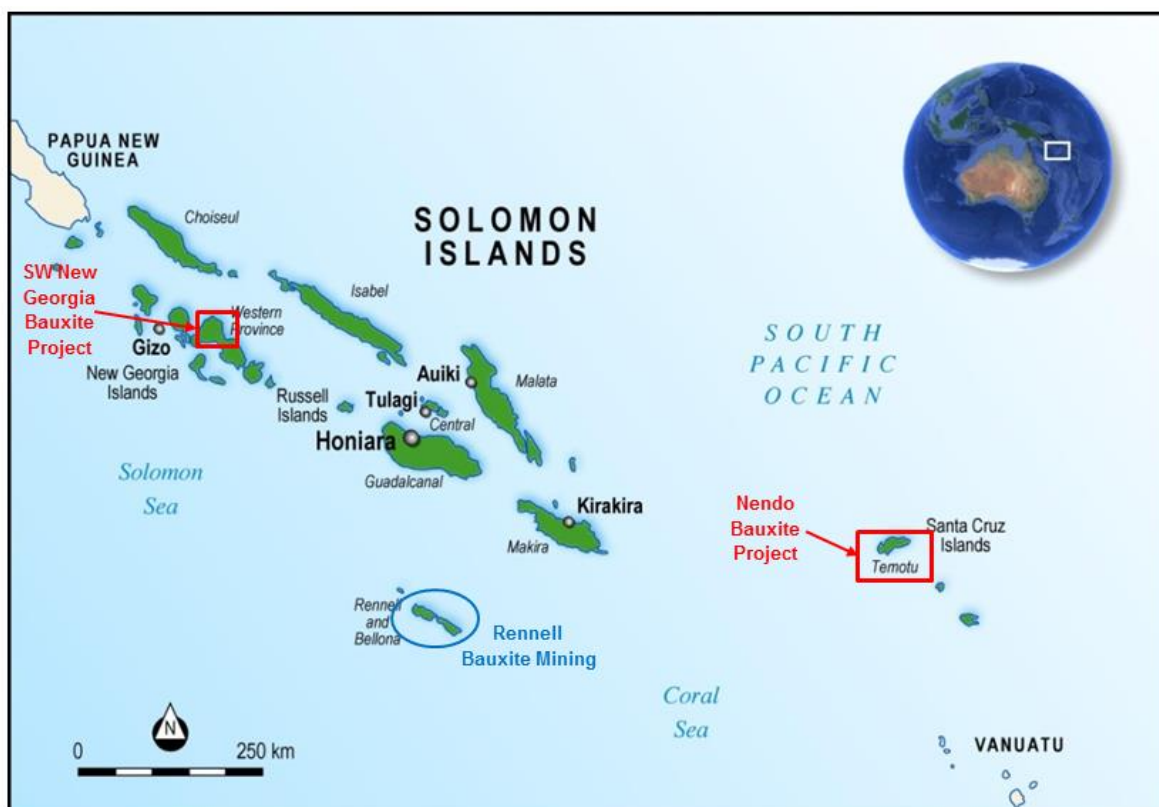 PAPUA NEW
GUINEA
Choiseul
SOLOMON
ISLANDS
SW New
Georgia
Bauxite
Project
Western
Province
Isabel
Gizo
New Georgia
Islands
Russell
Islands
Auiki
Malata
Tulagi
Central
Honiara
Guadalcanal
SOUTH
PACIFIC
OCEAN
Solomon
Sea
Kirakira
Makira
Nendo
Bauxite
Project
Santa Cruz
Islands
Temotu
Rennell
and
Bellona
Rennell
Bauxite Mining
Coral
Sea
N
0 250 km
VANUATU